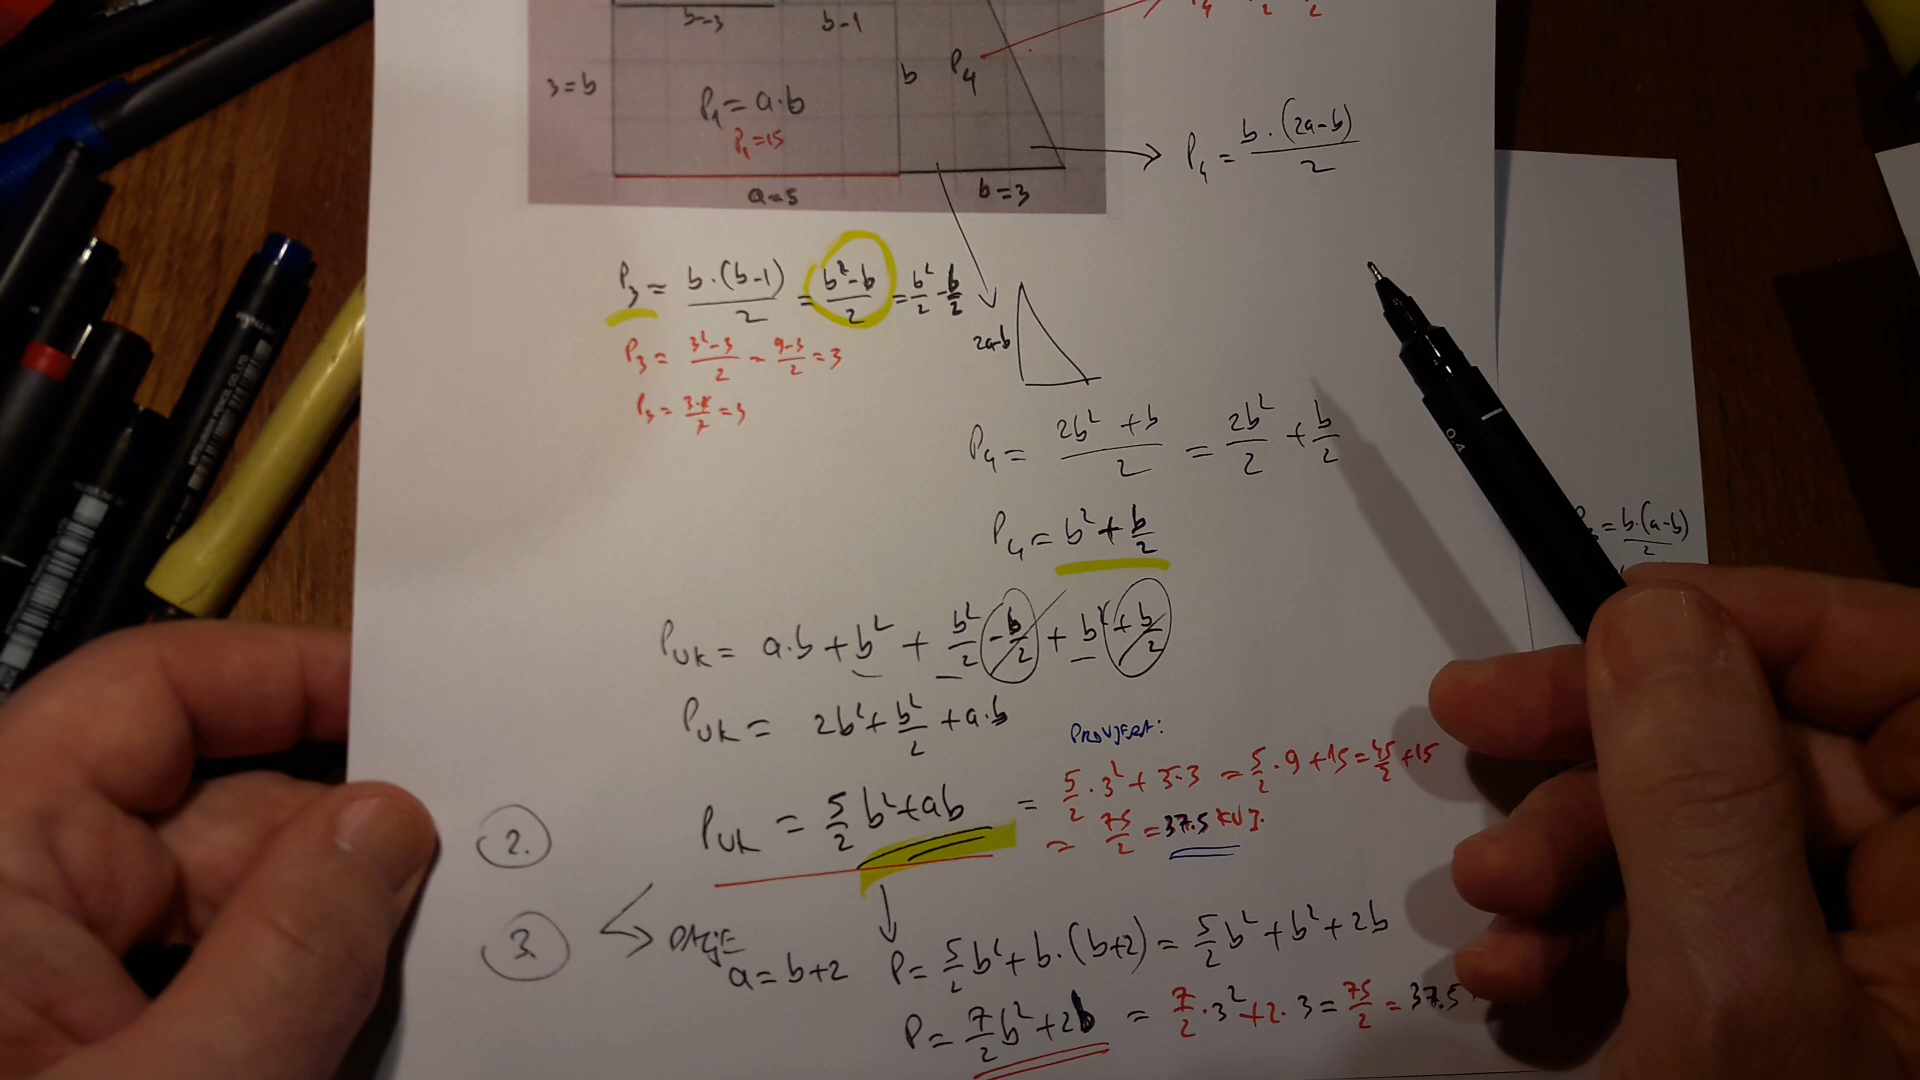 b-3 b-1
3=b
b P₄
P₁ = a·b
P₁=15
a=5
b=3
P₄ = b·(2a-b)/2
P₃ = b·(b-1)/2 = (b²-b)/2 = b²/2 - b/2
P₃ = (3²-3)/2 = (9-3)/2 = 3
2a-b
P₄ = (2b²+b)/2 = 2b²/2 + b/2
P₄ = b² + b/2
= b·(a-b)/2
PUK = a·b + b² + b²/2 - b/2 + b² + b/2
PUK = 2b² + b²/2 + a·b
PROVJERA:
2. PUK = 5/2 b² + ab = 5/2 · 3² + 5·3 = 5/2 · 9 + 15 = 45/2 + 15
= 75/2 = 37.5 KVJ.
3. DALJE
a = b+2 P = 5/2 b² + b·(b+2) = 5/2 b² + b² + 2b
P = 7/2 b² + 2b = 7/2 · 3² + 2·3 = 75/2 = 37.5
0.4